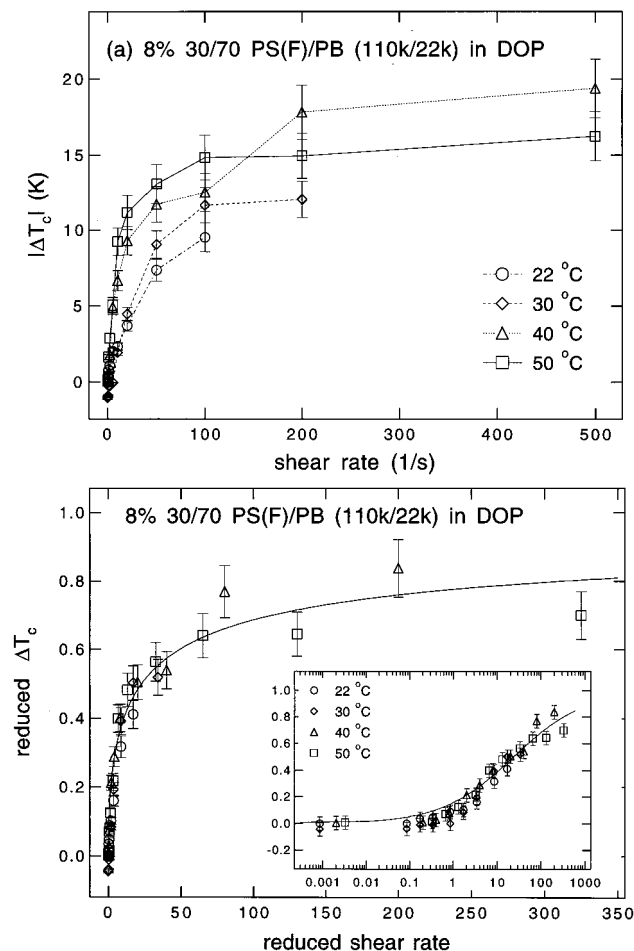 (a) 8% 30/70 PS(F)/PB (110k/22k) in DOP
20
15
10
5
0
|ΔT_c| (K)
22 °C
30 °C
40 °C
50 °C
0 100 200 300 400 500
shear rate (1/s)
8% 30/70 PS(F)/PB (110k/22k) in DOP
1.0
0.8
0.6
0.4
0.2
0.0
reduced ΔT_c
1.0
0.8
0.6
0.4
0.2
0.0
-0.2
22 °C
30 °C
40 °C
50 °C
0.001 0.01 0.1 1 10 100 1000
0 50 100 150 200 250 300 350
reduced shear rate